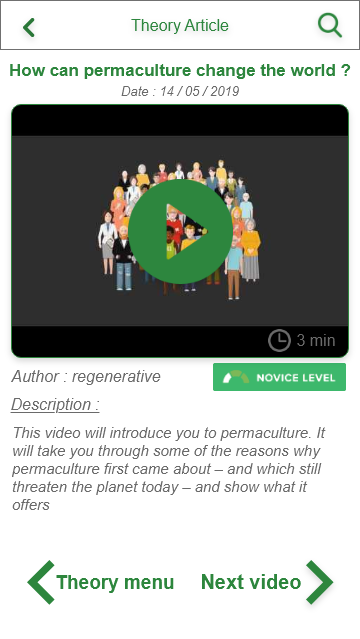 Theory Article
How can permaculture change the world ?
Date : 14 / 05 / 2019
3 min
Author : regenerative
NOVICE LEVEL
Description :
This video will introduce you to permaculture. It
will take you through some of the reasons why
permaculture first came about – and which still
threaten the planet today – and show what it
offers
Theory menu
Next video